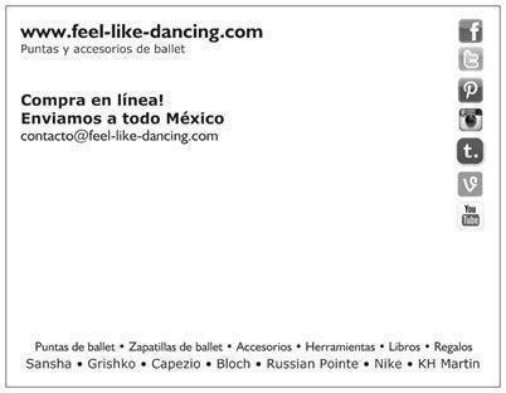 www.feel-like-dancing.com
Puntas y accesorios de ballet
Compra en línea!
Enviamos a todo México
contacto@feel-like-dancing.com
f
t
P
t.
V
You
Tube
Puntas de ballet • Zapatillas de ballet • Accesorios • Herramientas • Libros • Regalos
Sansha • Grishko • Capezio • Bloch • Russian Pointe • Nike • KH Martin